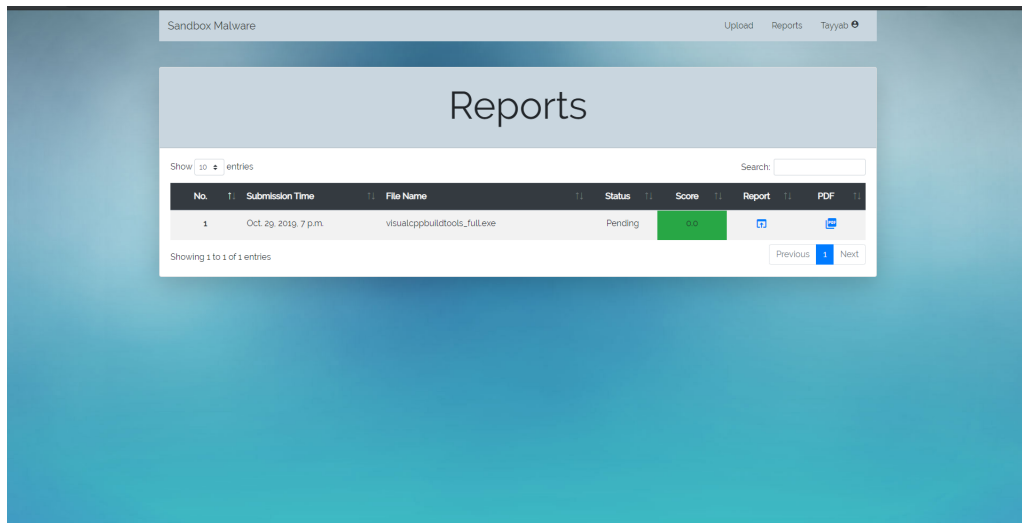 Sandbox Malware Upload Reports Tayyab
Reports
Show 10 entries Search:
No. Submission Time File Name Status Score Report PDF
1 Oct. 29, 2019, 7 p.m. visualcppbuildtools_full.exe Pending 0.0 PDF
Showing 1 to 1 of 1 entries Previous 1 Next